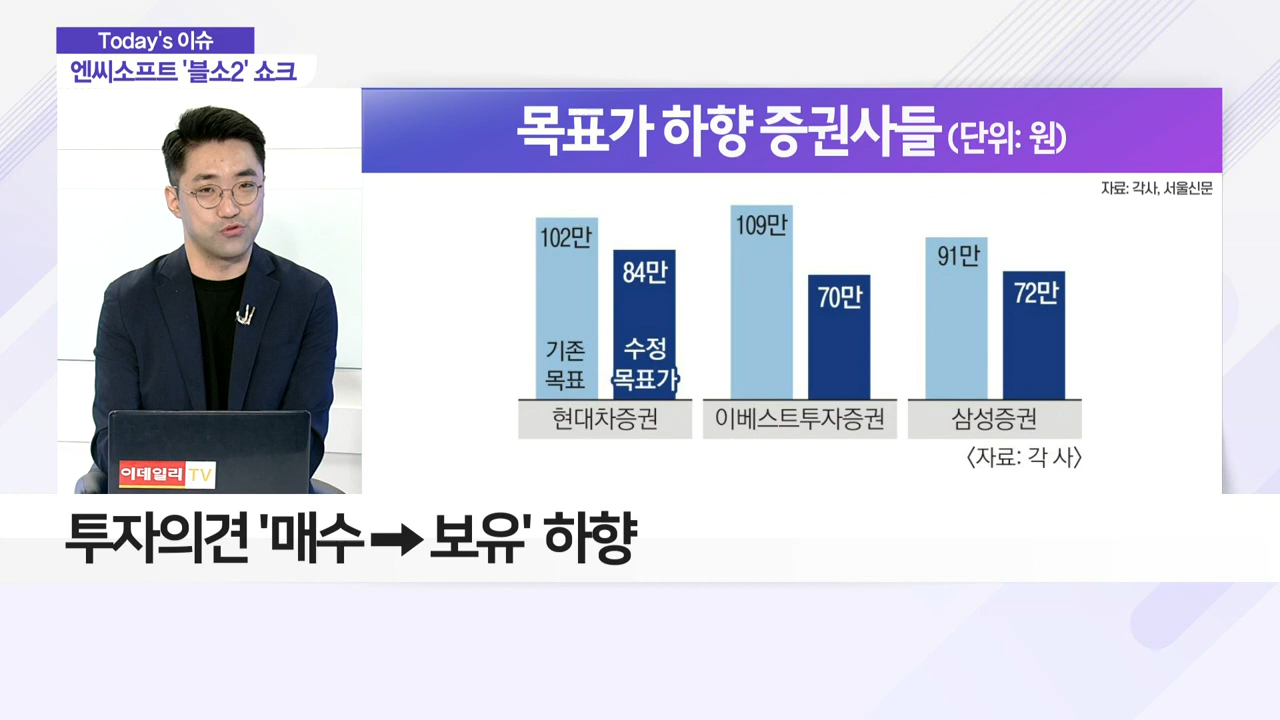 Today's 이슈
엔씨소프트 '블소2' 쇼크
목표가 하향 증권사들 (단위: 원)
자료: 각사, 서울신문
102만
84만
109만
70만
91만
72만
기존
목표
수정
목표가
현대차증권
이베스트투자증권
삼성증권
〈자료: 각 사〉
이데일리 TV
투자의견 '매수➡보유' 하향